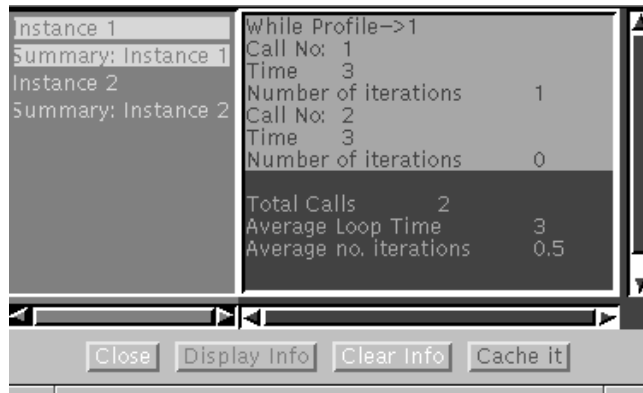 Instance 1
Summary: Instance 1
Instance 2
Summary: Instance 2
While Profile->1
Call No: 1
Time 3
Number of iterations 1
Call No: 2
Time 3
Number of iterations 0
Total Calls 2
Average Loop Time 3
Average no. iterations 0.5
Close Display Info Clear Info Cache it